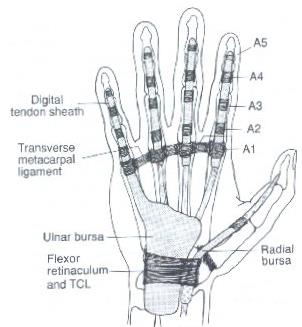 A5
A4
A3
A2
A1
Digital
tendon sheath
Transverse
metacarpal
ligament
Ulnar bursa
Flexor
retinaculum
and TCL
Radial
bursa